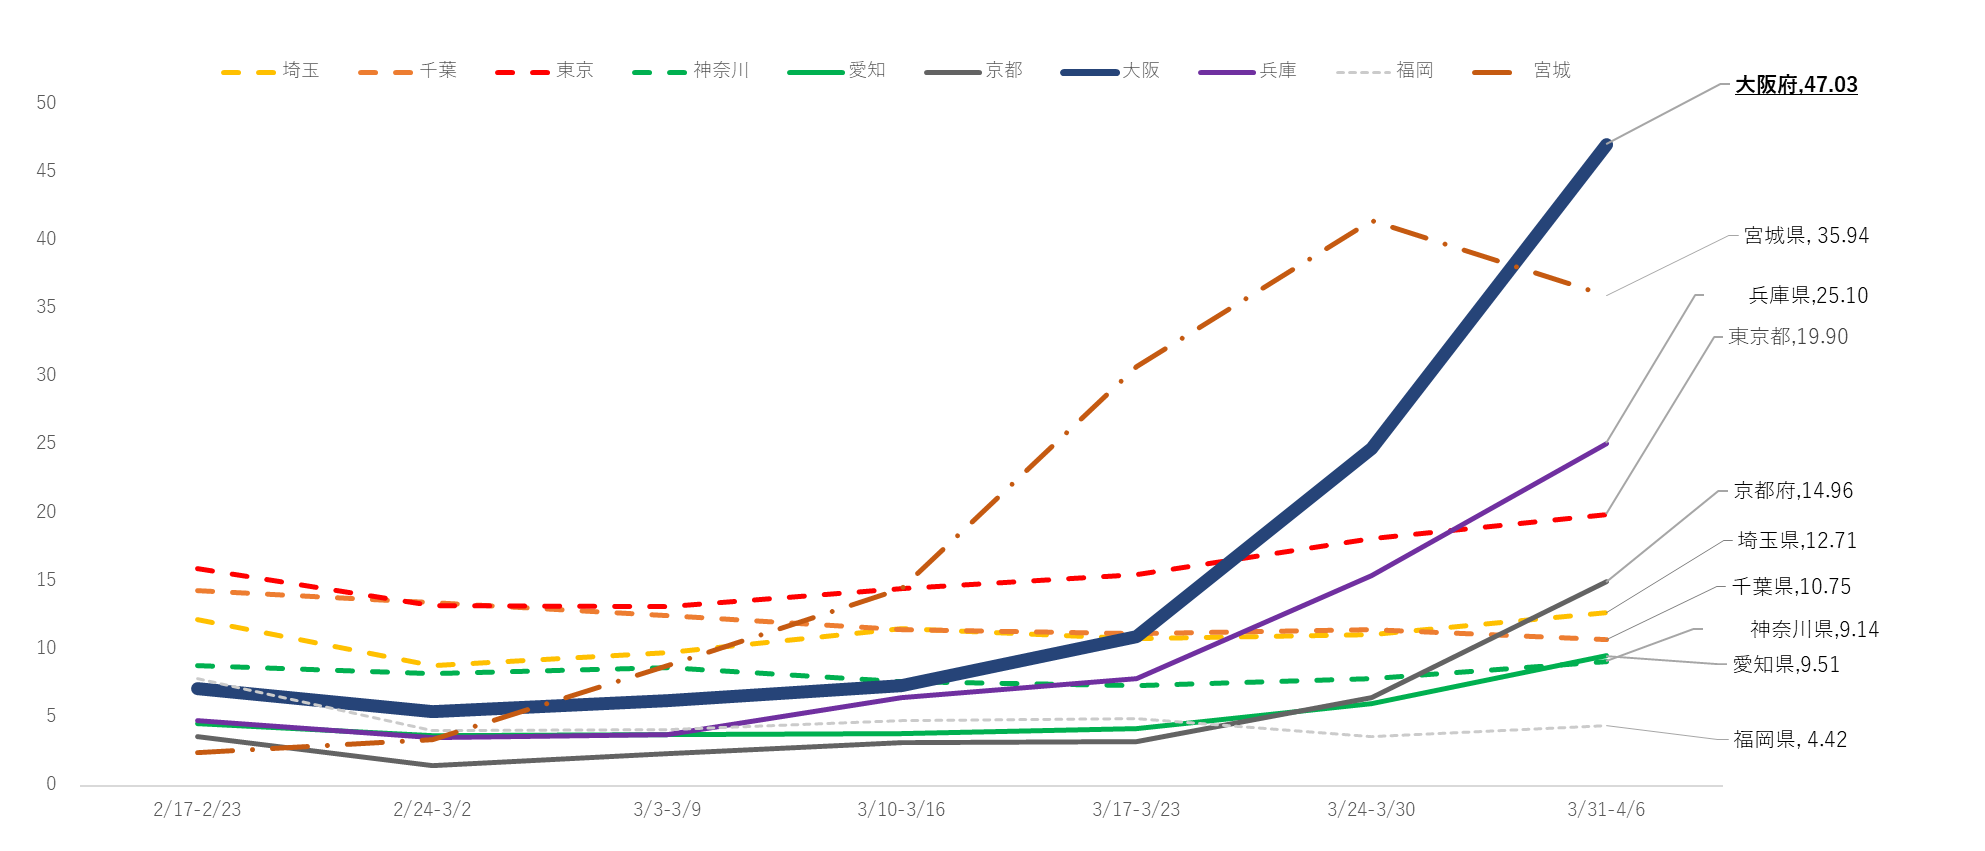 埼玉 千葉 東京 神奈川 愛知 京都 大阪 兵庫 福岡 宮城
大阪府,47.03
宮城県, 35.94
兵庫県,25.10
東京都,19.90
京都府,14.96
埼玉県,12.71
千葉県,10.75
神奈川県,9.14
愛知県,9.51
福岡県, 4.42
50
45
40
35
30
25
20
15
10
5
0
2/17-2/23 2/24-3/2 3/3-3/9 3/10-3/16 3/17-3/23 3/24-3/30 3/31-4/6